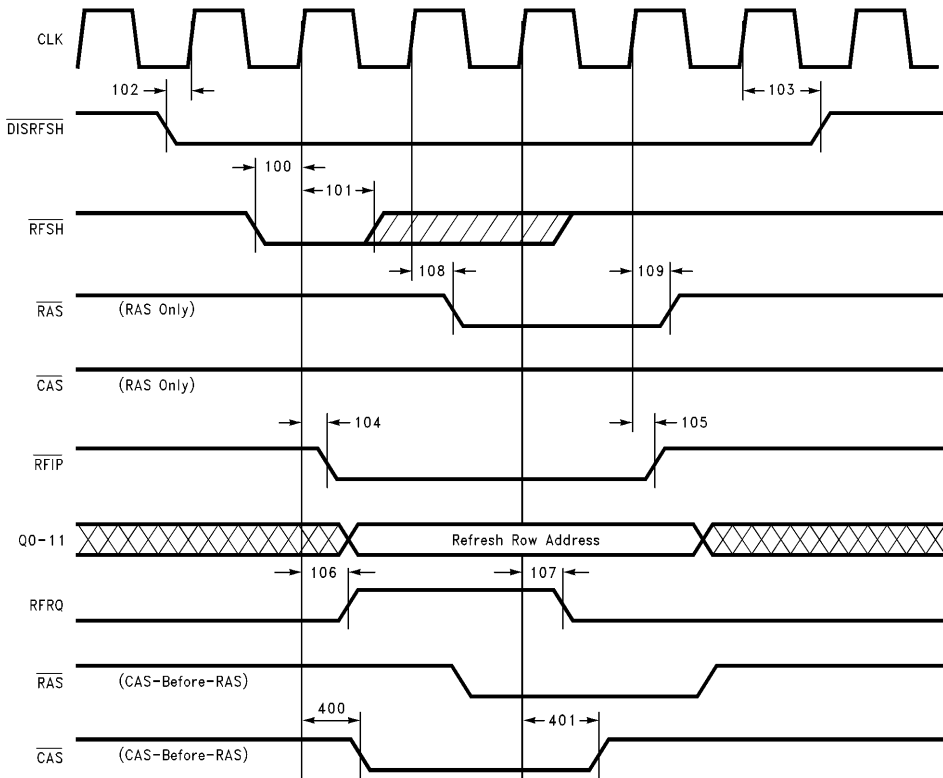 CLK
102
103
DISRFSH
100
101
RFSH
108
109
RAS (RAS Only)
CAS (RAS Only)
104
105
RFIP
Q0-11 Refresh Row Address
106
107
RFRQ
RAS (CAS-Before-RAS)
400
401
CAS (CAS-Before-RAS)